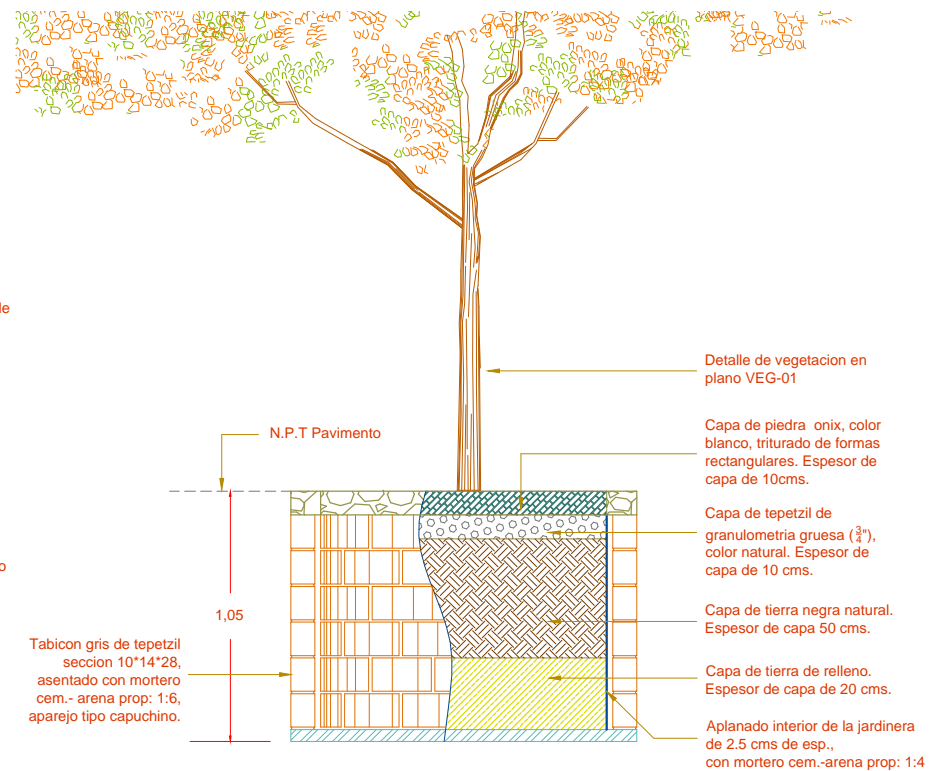 le
o
N.P.T Pavimento
1,05
Tabicon gris de tepetzil
seccion 10*14*28,
asentado con mortero
cem.- arena prop: 1:6,
aparejo tipo capuchino.
Detalle de vegetacion en
plano VEG-01
Capa de piedra onix, color
blanco, triturado de formas
rectangulares. Espesor de
capa de 10cms.
Capa de tepetzil de
granulometria gruesa (¾"),
color natural. Espesor de
capa de 10 cms.
Capa de tierra negra natural.
Espesor de capa 50 cms.
Capa de tierra de relleno.
Espesor de capa de 20 cms.
Aplanado interior de la jardinera
de 2.5 cms de esp.,
con mortero cem.-arena prop: 1:4